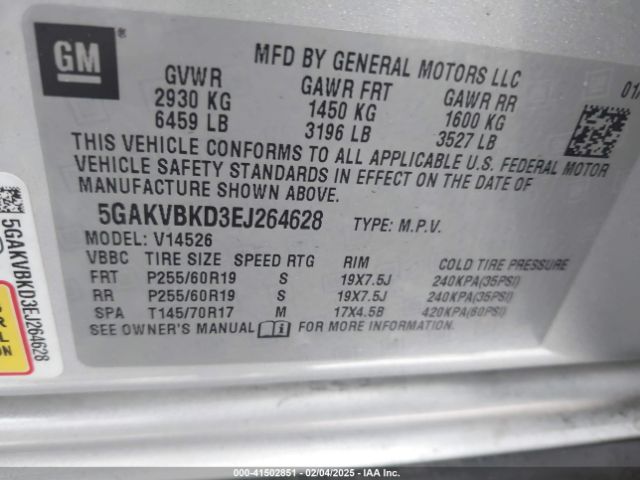 GM ®
MFD BY GENERAL MOTORS LLC
01/
GVWR GAWR FRT GAWR RR
2930 KG 1450 KG 1600 KG
6459 LB 3196 LB 3527 LB
THIS VEHICLE CONFORMS TO ALL APPLICABLE U.S. FEDERAL MOTOR
VEHICLE SAFETY STANDARDS IN EFFECT ON THE DATE OF
MANUFACTURE SHOWN ABOVE.
5GAKVBKD3EJ264628 TYPE: M.P.V.
MODEL: V14526
VBBC TIRE SIZE SPEED RTG RIM COLD TIRE PRESSURE
FRT P255/60R19 S 19X7.5J 240KPA(35PSI)
RR P255/60R19 S 19X7.5J 240KPA(35PSI)
SPA T145/70R17 M 17X4.5B 420KPA(60PSI)
SEE OWNER'S MANUAL FOR MORE INFORMATION.
5GAKVBKD3EJ264628
000-41502851 - 02/04/2025 - IAA Inc.